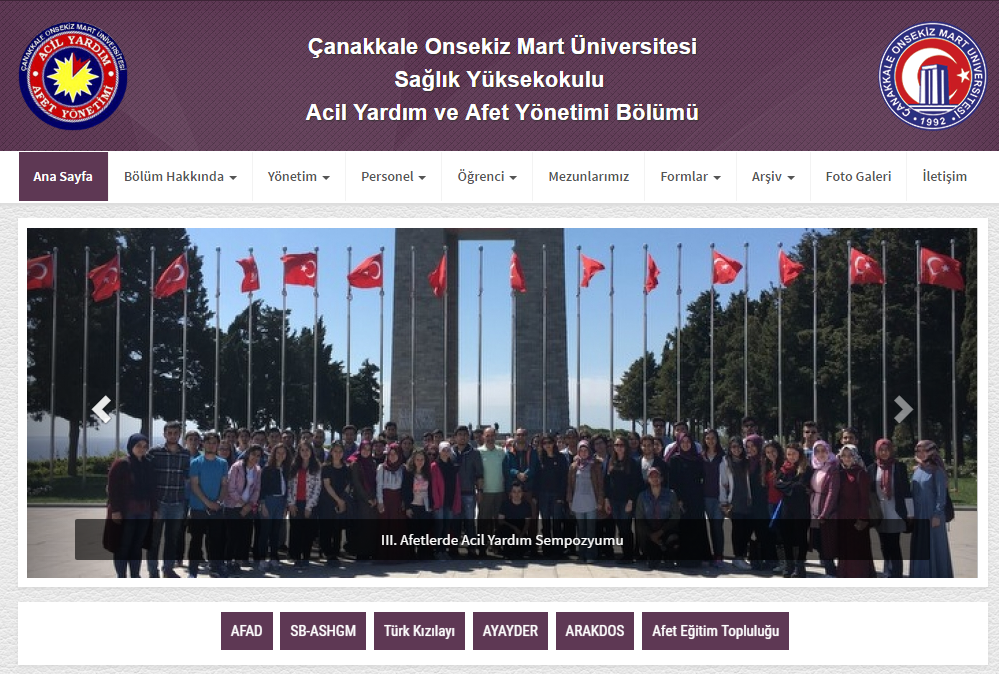 ÇANAKKALE ONSEKİZ MART ÜNİVERSİTESİ
ACİL YARDIM
AFET YÖNETİMİ
Çanakkale Onsekiz Mart Üniversitesi
Sağlık Yüksekokulu
Acil Yardım ve Afet Yönetimi Bölümü
ÇANAKKALE ONSEKİZ MART ÜNİVERSİTESİ
1992
Ana Sayfa
Bölüm Hakkında
Yönetim
Personel
Öğrenci
Mezunlarımız
Formlar
Arşiv
Foto Galeri
İletişim
III. Afetlerde Acil Yardım Sempozyumu
AFAD
SB-ASHGM
Türk Kızılayı
AYAYDER
ARAKDOS
Afet Eğitim Topluluğu